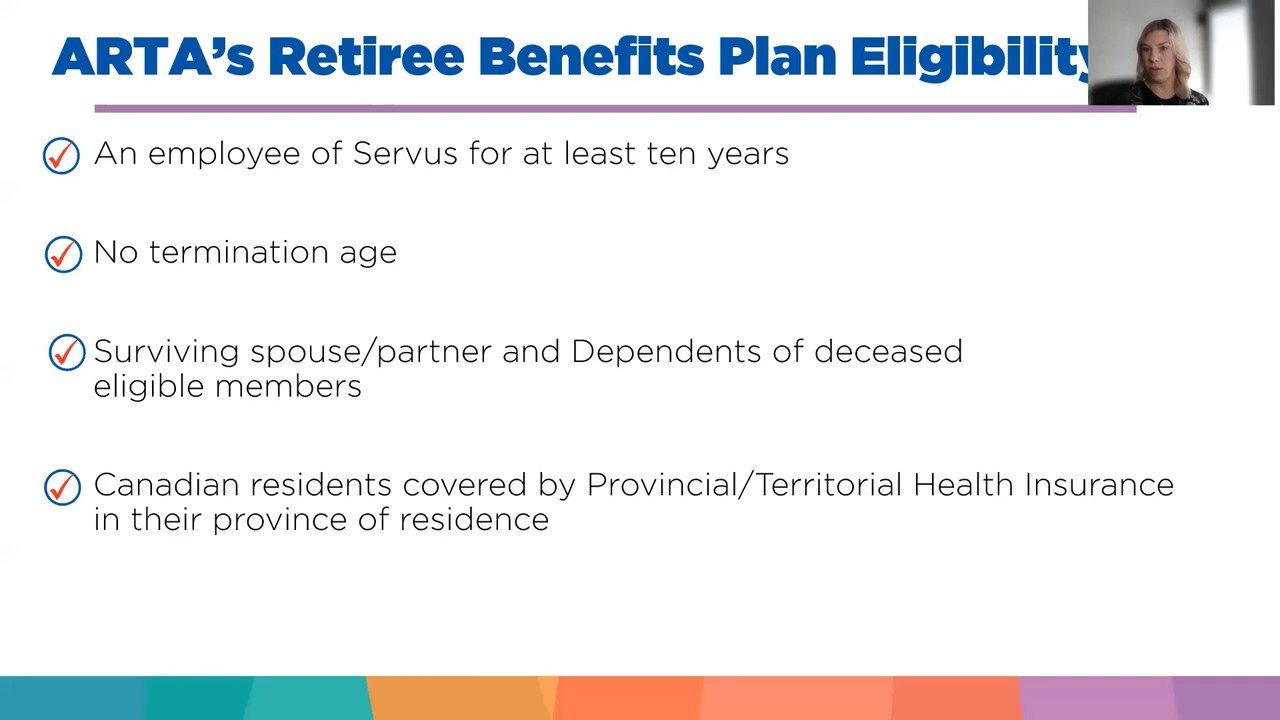 ARTA's Retiree Benefits Plan Eligibility
An employee of Servus for at least ten years
No termination age
Surviving spouse/partner and Dependents of deceased
eligible members
Canadian residents covered by Provincial/Territorial Health Insurance
in their province of residence